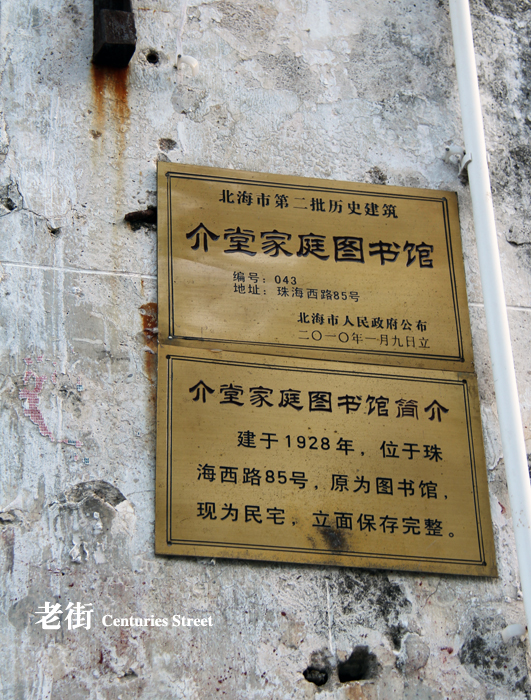 北海市第二批历史建筑
介堂家庭图书馆
编号：043
地址：珠海西路85号
北海市人民政府公布
二〇一〇年一月九日立
介堂家庭图书馆简介
建于1928年，位于珠
海西路85号，原为图书馆，
现为民宅，立面保存完整。
老街 Centuries Street